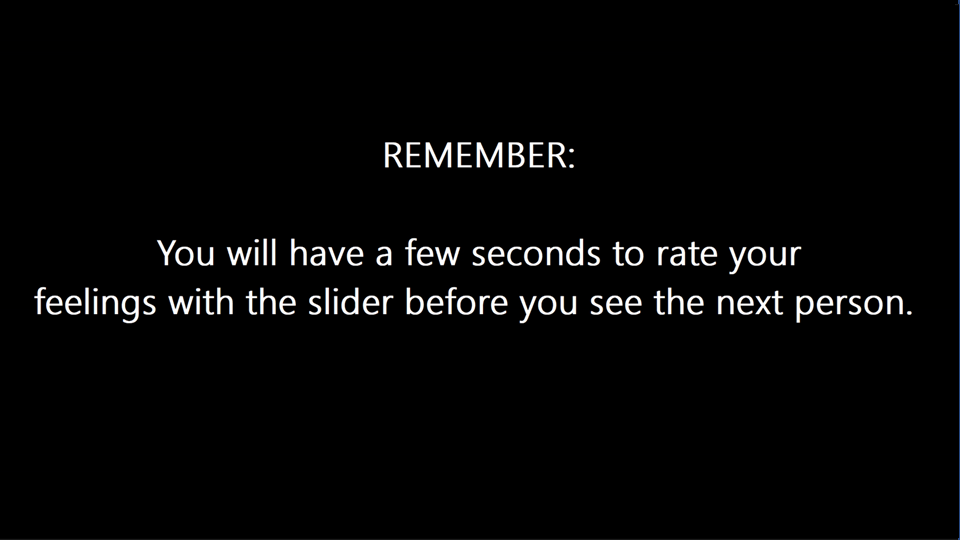 REMEMBER:
You will have a few seconds to rate your
feelings with the slider before you see the next person.